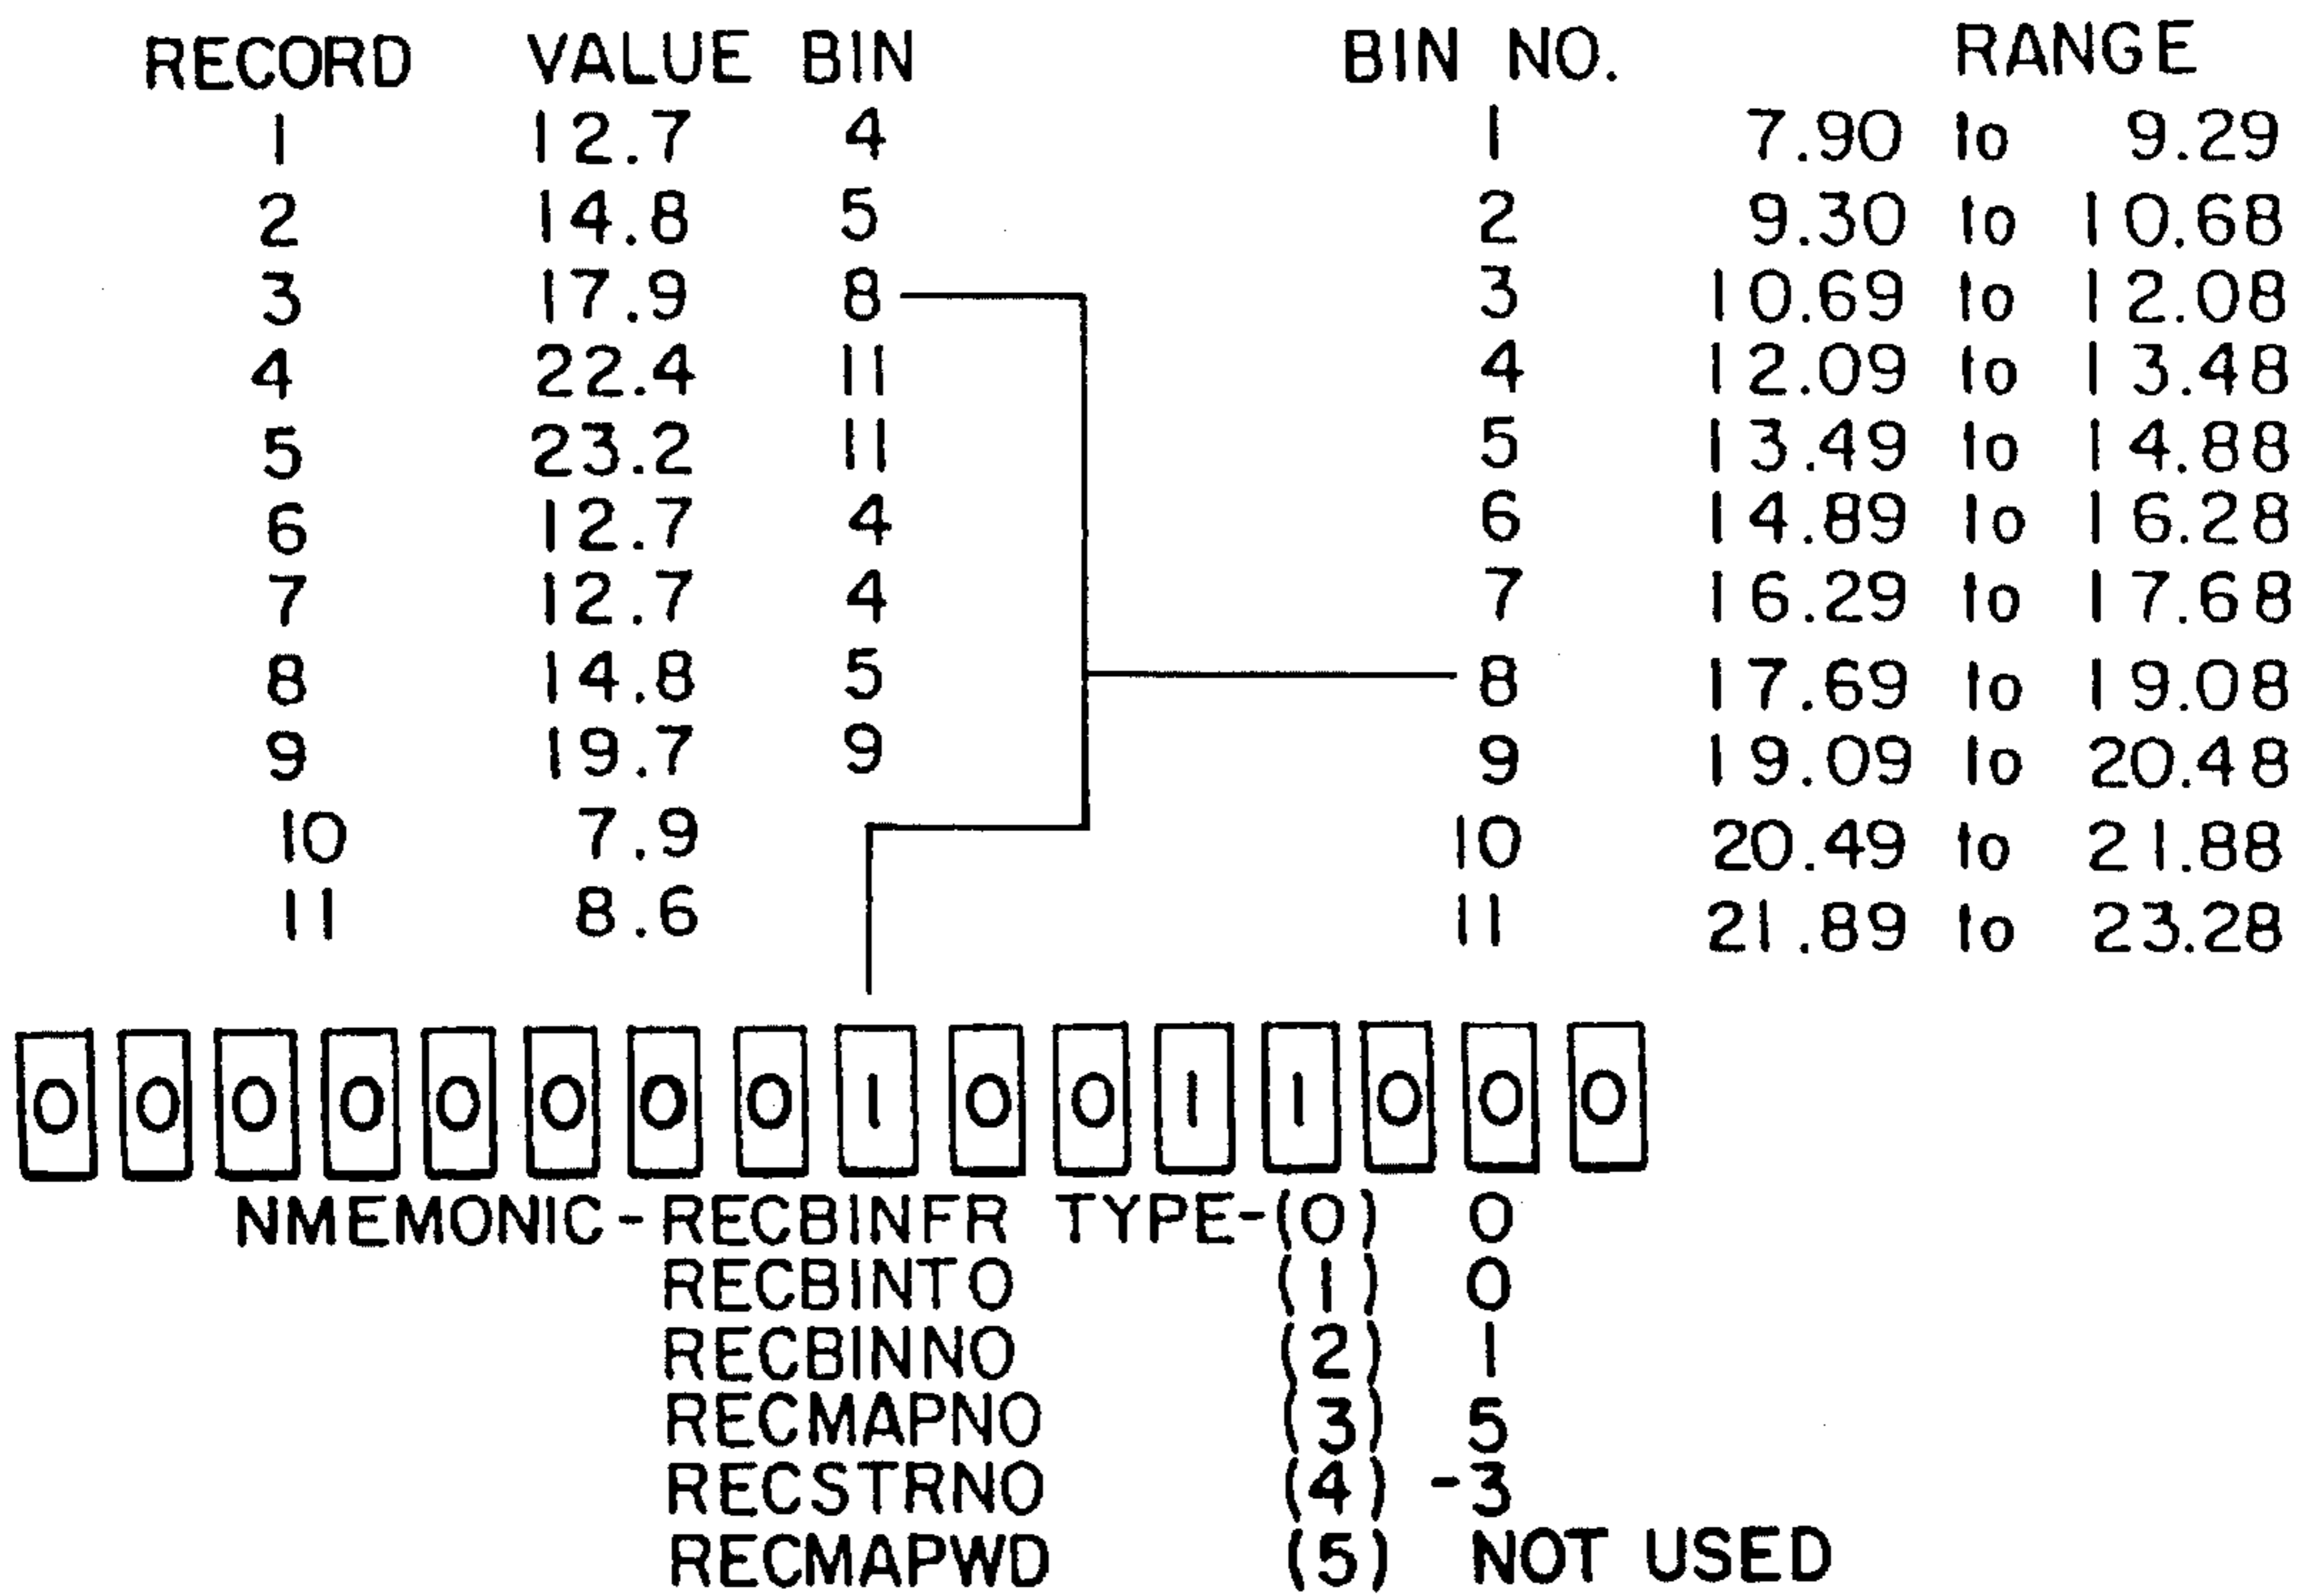 RECORD VALUE BIN BIN NO. RANGE
1 12.7 4 1 7.90 to 9.29
2 14.8 5 2 9.30 to 10.68
3 17.9 8 3 10.69 to 12.08
4 22.4 11 4 12.09 to 13.48
5 23.2 11 5 13.49 to 14.88
6 12.7 4 6 14.89 to 16.28
7 12.7 4 7 16.29 to 17.68
8 14.8 5 8 17.69 to 19.08
9 19.7 9 9 19.09 to 20.48
10 7.9 10 20.49 to 21.88
11 8.6 11 21.89 to 23.28
0 0 0 0 0 0 0 0 1 0 0 1 1 0 0 0
NMEMONIC-RECBINFR TYPE-(0) 0
RECBINTO (1) 0
RECBINNO (2) 1
RECMAPNO (3) 5
RECSTRNO (4) -3
RECMAPWD (5) NOT USED